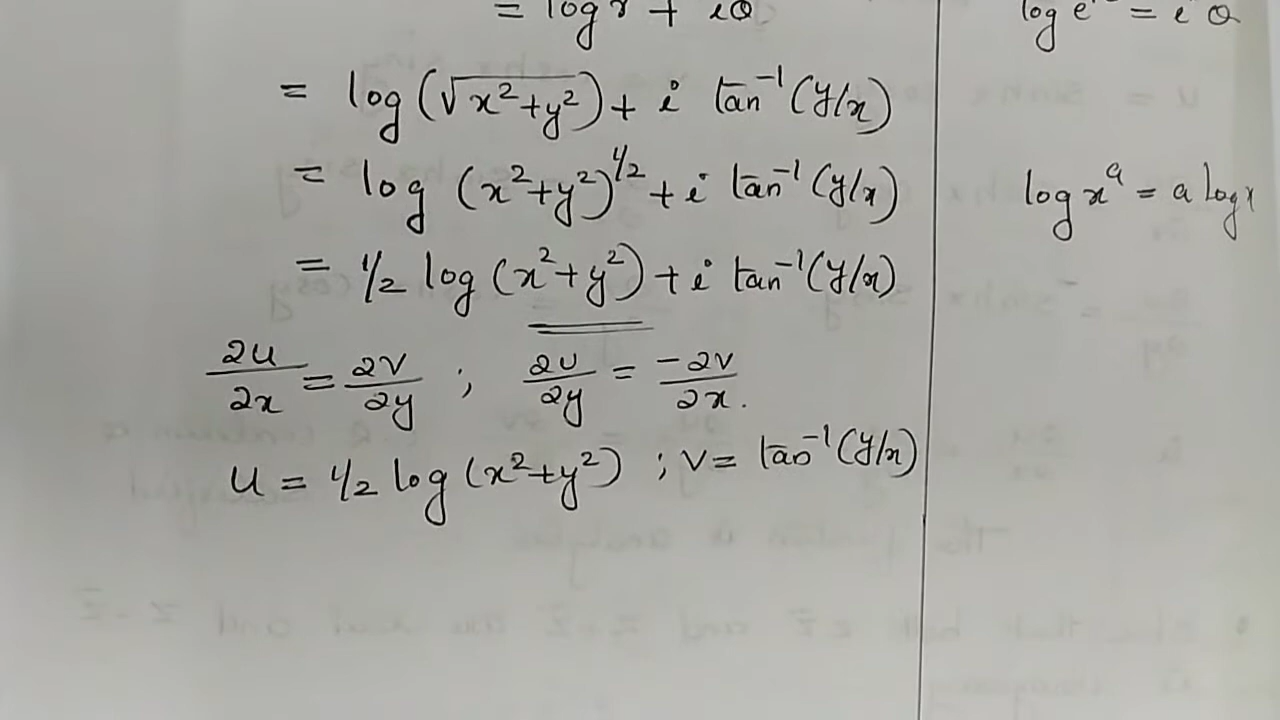 = log r + iθ
= log(√x²+y²) + i tan⁻¹(y/x)
= log (x²+y²)^1/2 + i tan⁻¹(y/x)
= 1/2 log (x²+y²) + i tan⁻¹(y/x)
∂u/∂x = ∂v/∂y ; ∂u/∂y = -∂v/∂x.
u = 1/2 log (x²+y²) ; v = tan⁻¹(y/x)
log e^iθ = iθ
log x^a = a log x